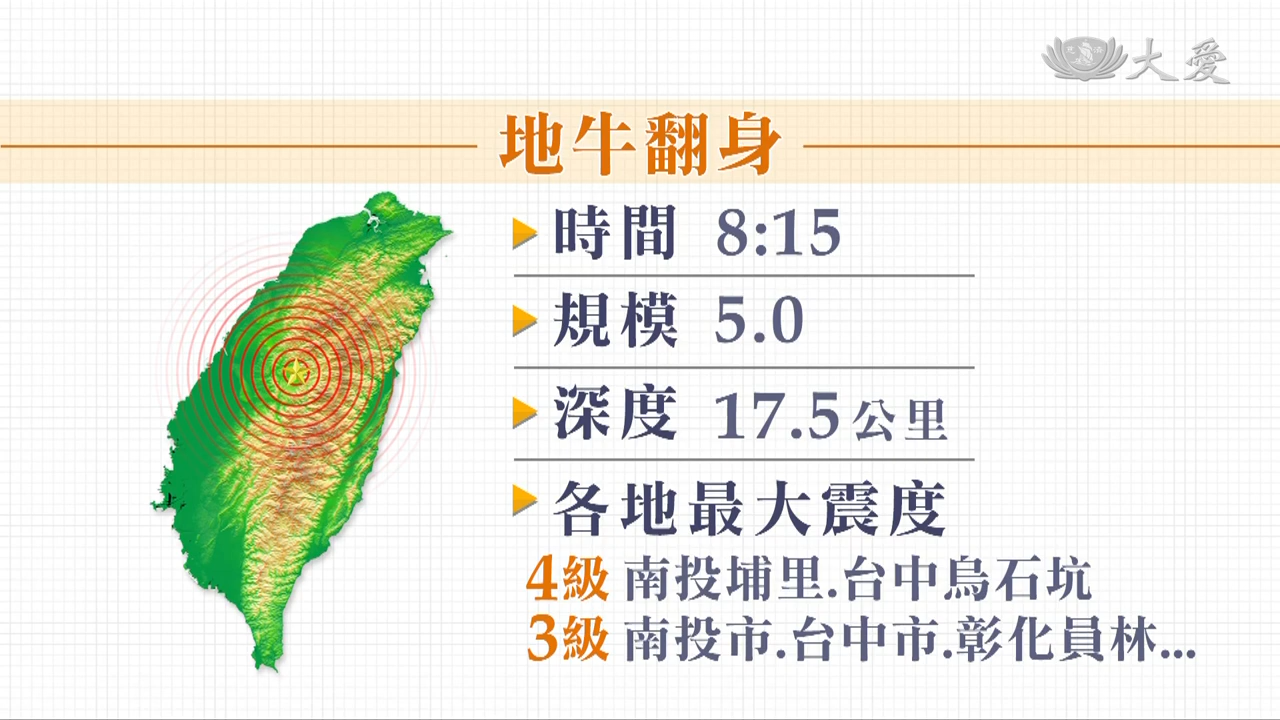 大愛
地牛翻身
時間 8:15
規模 5.0
深度 17.5公里
各地最大震度
4級 南投埔里.台中烏石坑
3級 南投市.台中市.彰化員林...